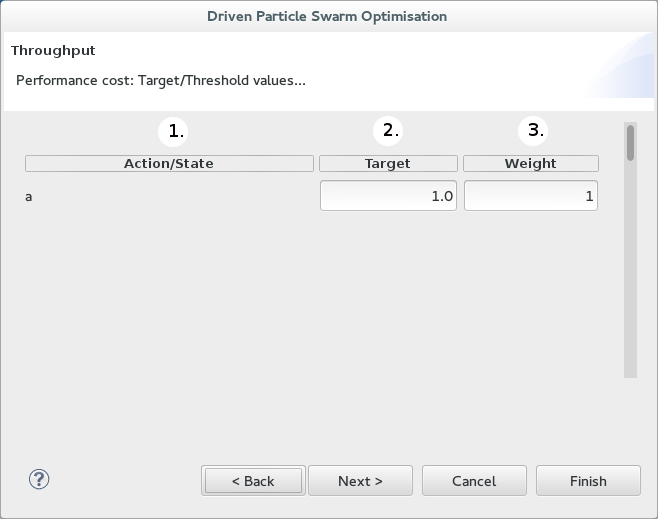 Driven Particle Swarm Optimisation
Throughput
Performance cost: Target/Threshold values...
1. 2. 3.
Action/State Target Weight
a 1.0 1
? < Back Next > Cancel Finish